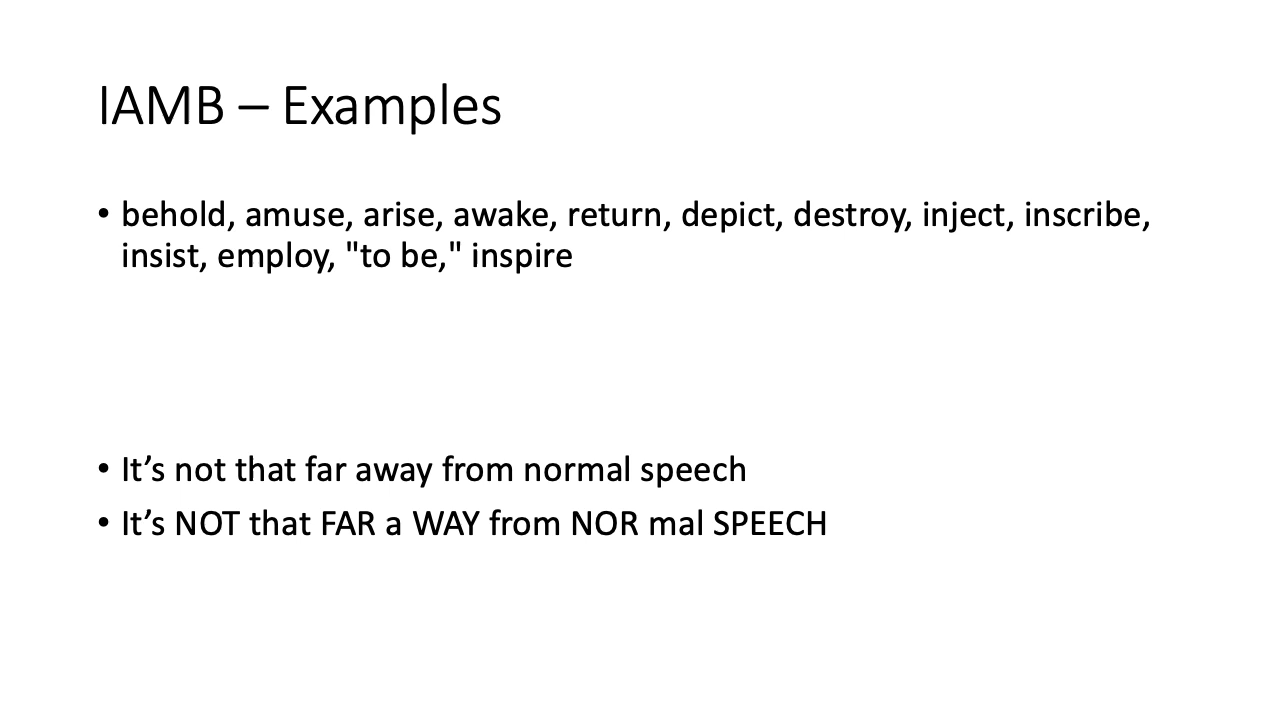 IAMB – Examples
• behold, amuse, arise, awake, return, depict, destroy, inject, inscribe,
insist, employ, "to be," inspire
• It’s not that far away from normal speech
• It’s NOT that FAR a WAY from NOR mal SPEECH